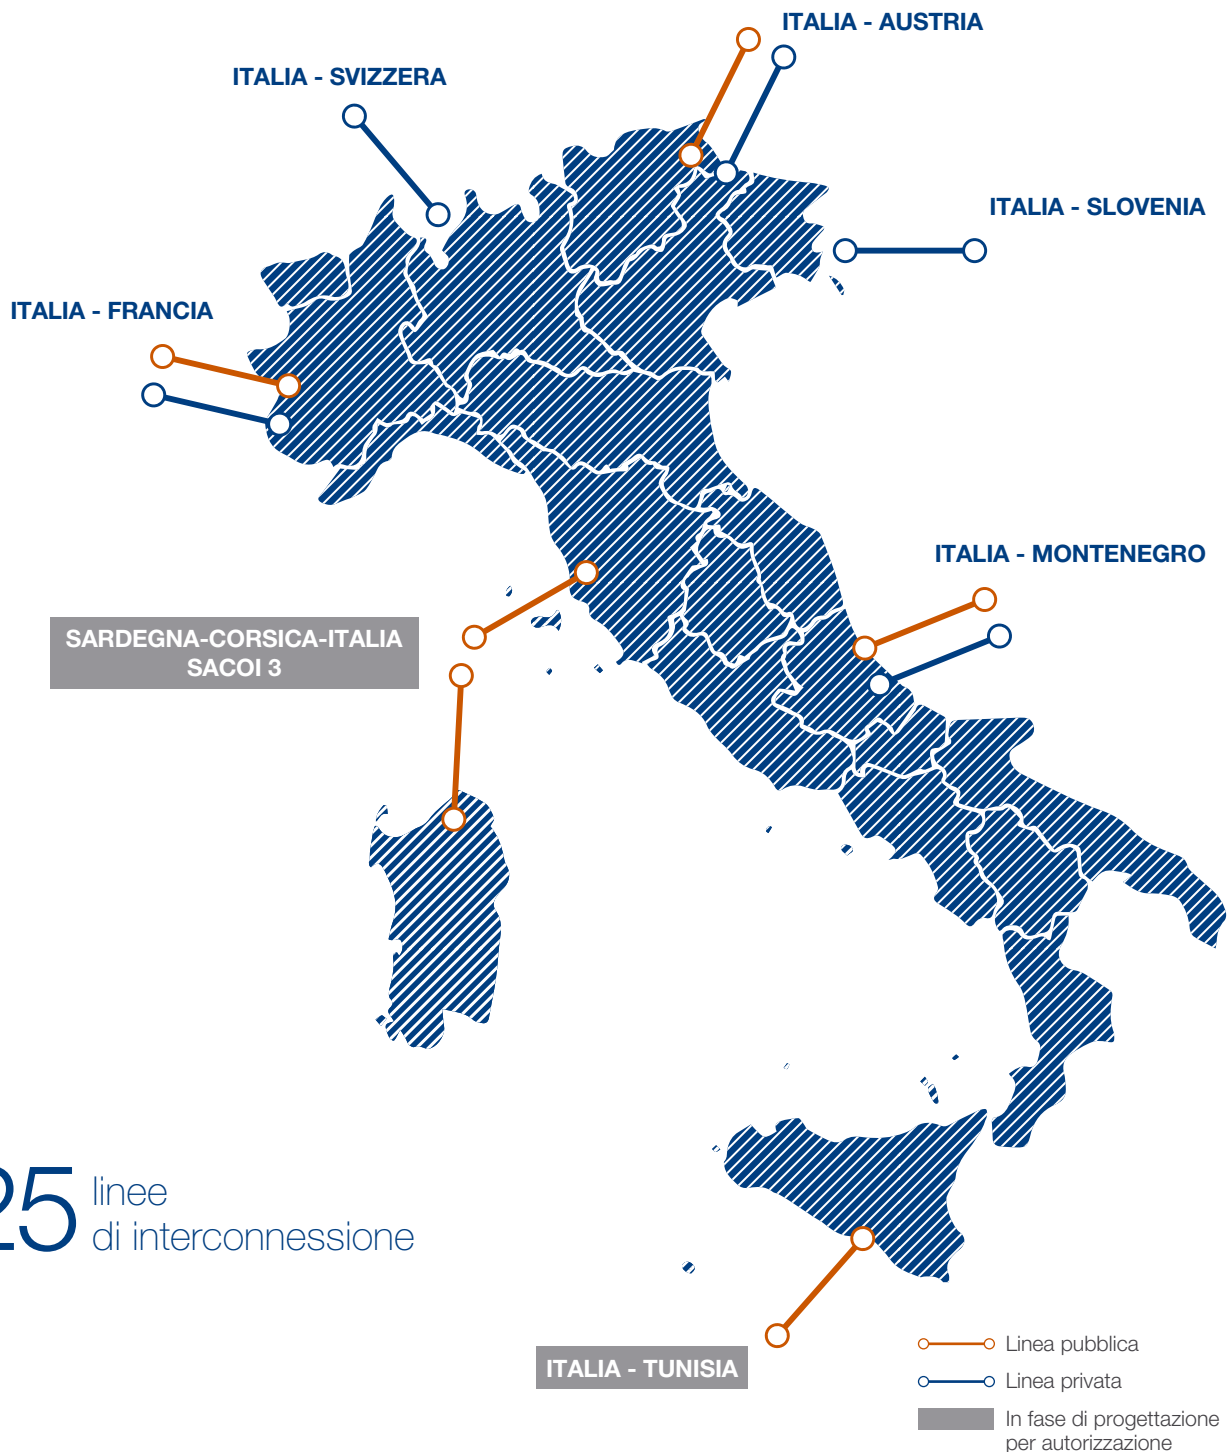 ITALIA - AUSTRIA
ITALIA - SVIZZERA
ITALIA - SLOVENIA
ITALIA - FRANCIA
ITALIA - MONTENEGRO
SARDEGNA-CORSICA-ITALIA
SACOI 3
25 linee
di interconnessione
ITALIA - TUNISIA
Linea pubblica
Linea privata
In fase di progettazione
per autorizzazione